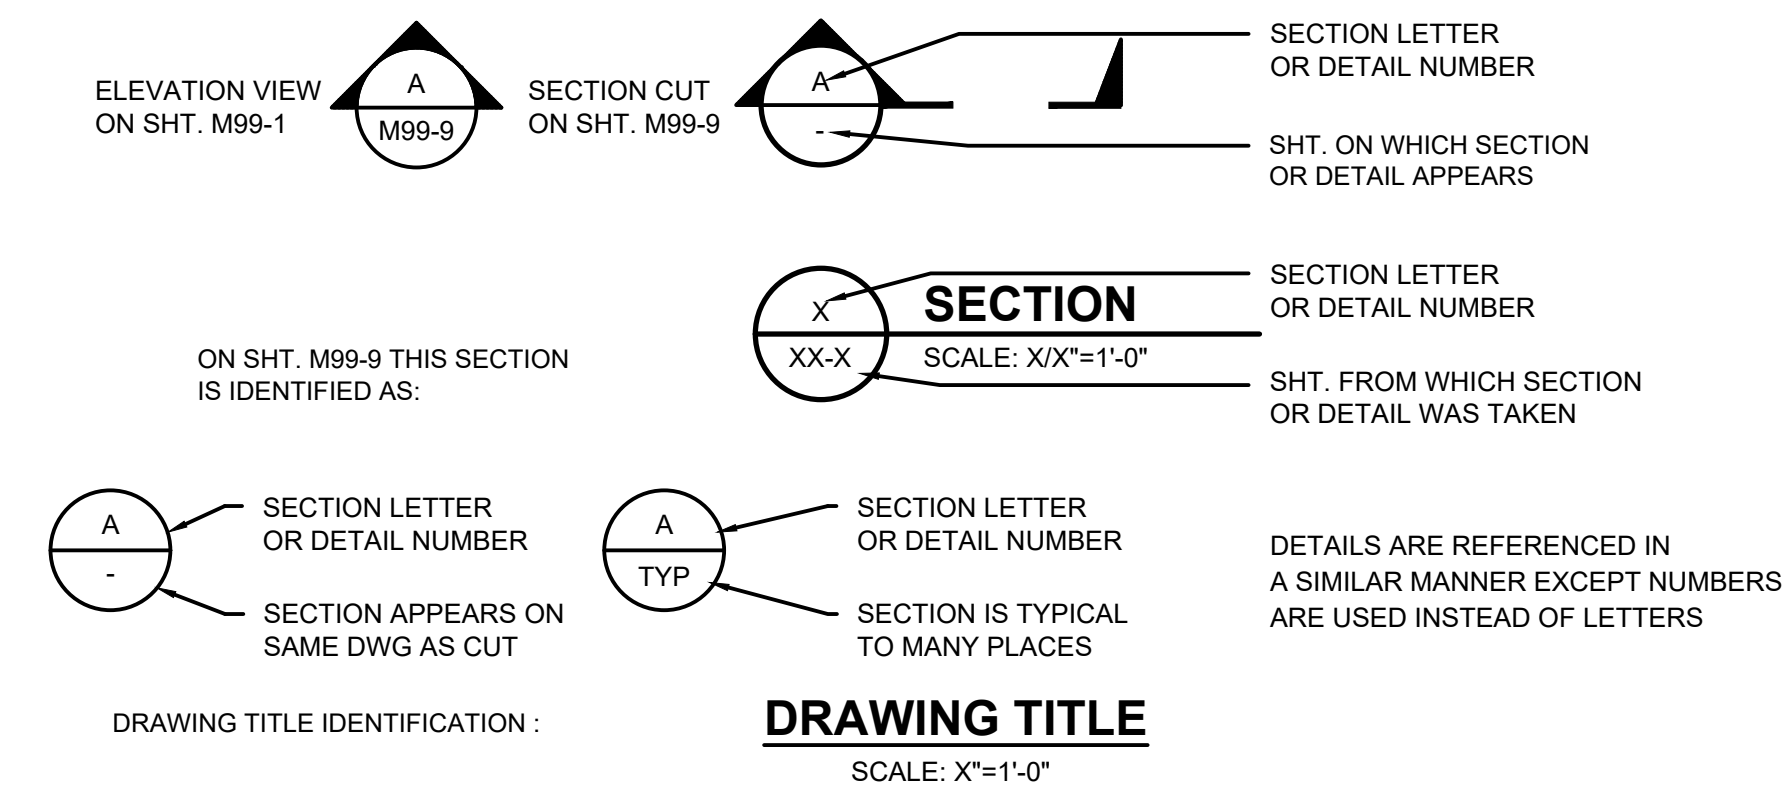 ELEVATION VIEW
ON SHT. M99-1
A
M99-9
SECTION CUT
ON SHT. M99-9
A
-
SECTION LETTER
OR DETAIL NUMBER
SHT. ON WHICH SECTION
OR DETAIL APPEARS
ON SHT. M99-9 THIS SECTION
IS IDENTIFIED AS:
X
XX-X
SECTION
SCALE: X/X"=1'-0"
SECTION LETTER
OR DETAIL NUMBER
SHT. FROM WHICH SECTION
OR DETAIL WAS TAKEN
A
-
SECTION LETTER
OR DETAIL NUMBER
SECTION APPEARS ON
SAME DWG AS CUT
A
TYP
SECTION LETTER
OR DETAIL NUMBER
SECTION IS TYPICAL
TO MANY PLACES
DETAILS ARE REFERENCED IN
A SIMILAR MANNER EXCEPT NUMBERS
ARE USED INSTEAD OF LETTERS
DRAWING TITLE IDENTIFICATION :
DRAWING TITLE
SCALE: X"=1'-0"